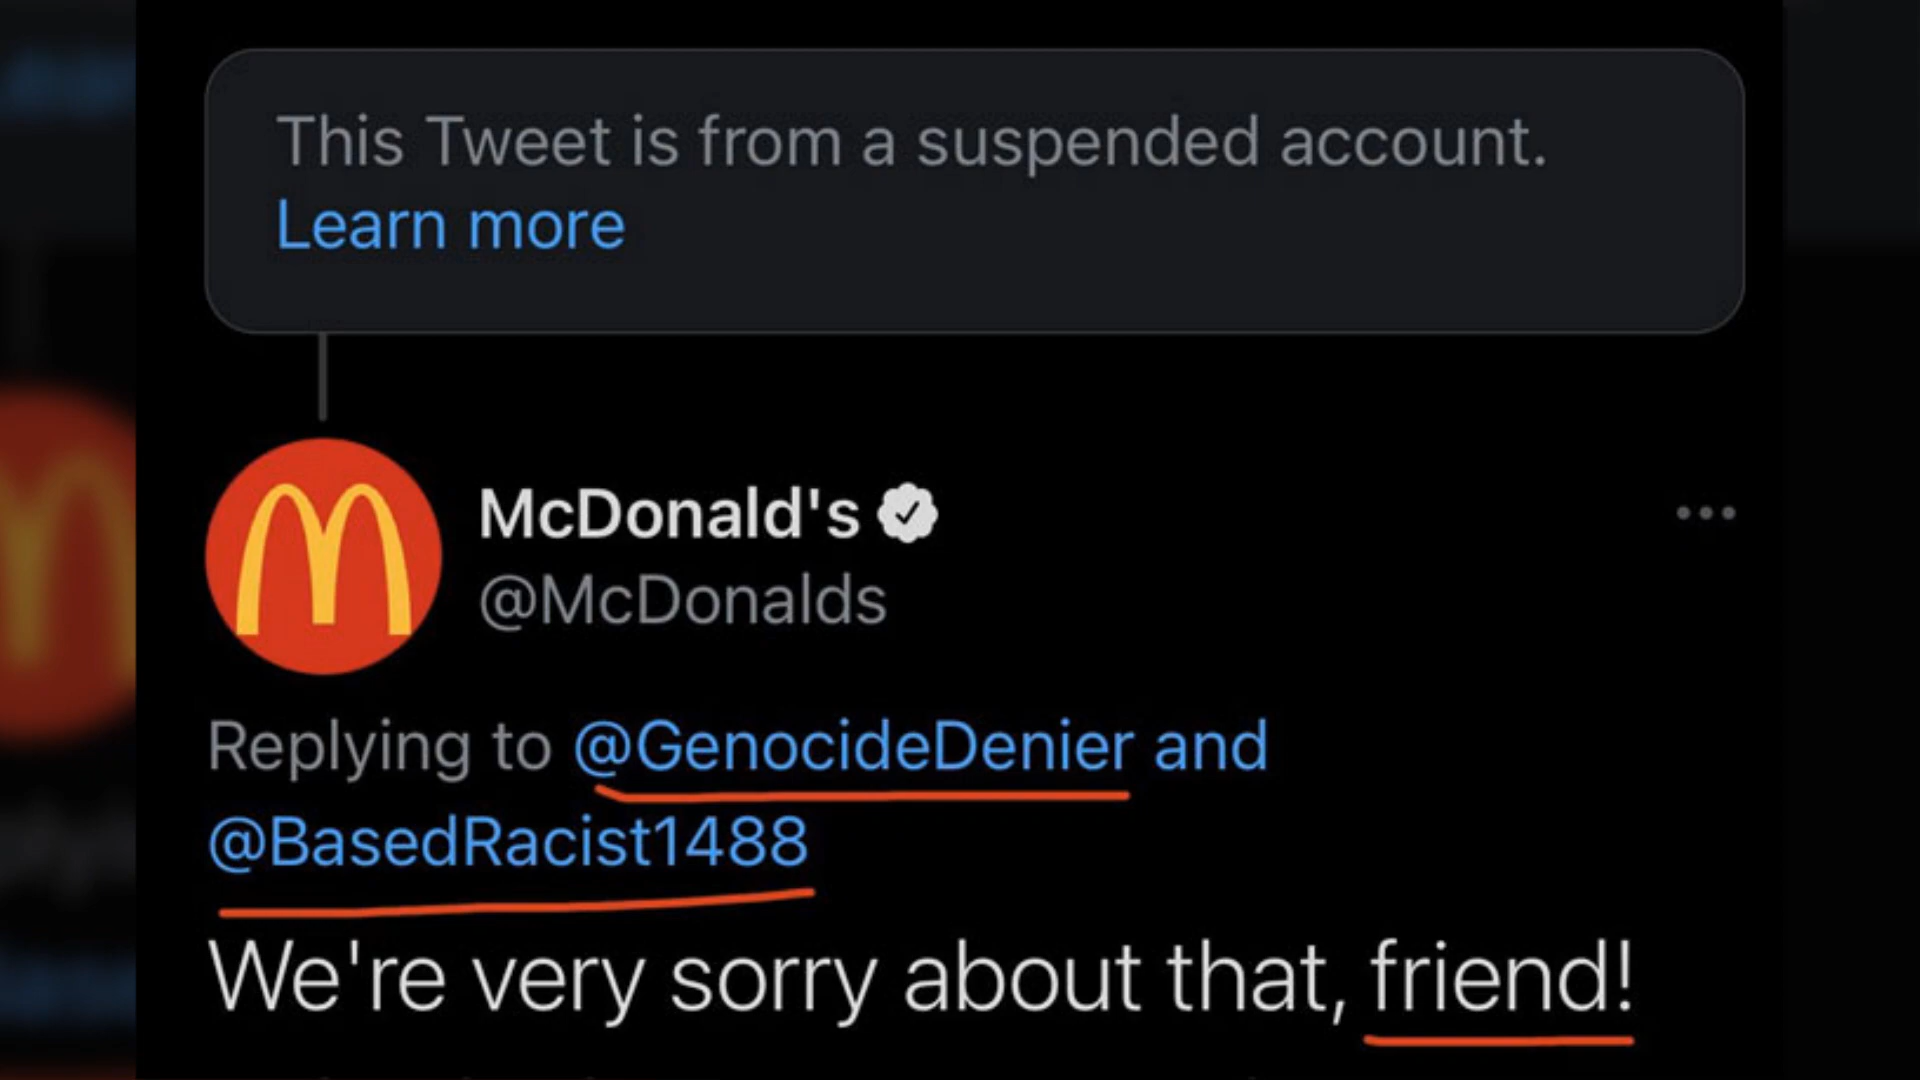 This Tweet is from a suspended account.
Learn more
McDonald's
@McDonalds
Replying to @GenocideDenier and
@BasedRacist1488
We're very sorry about that, friend!